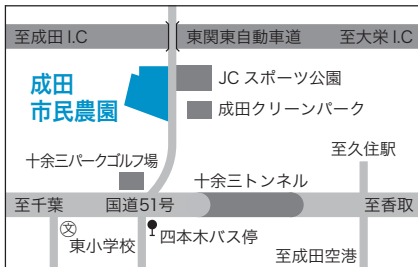 至成田 I.C
東関東自動車道
至大栄 I.C
成田
市民農園
JC スポーツ公園
成田クリーンパーク
至久住駅
十余三パークゴルフ場
十余三トンネル
至千葉
国道51号
至香取
文
東小学校
四本木バス停
至成田空港